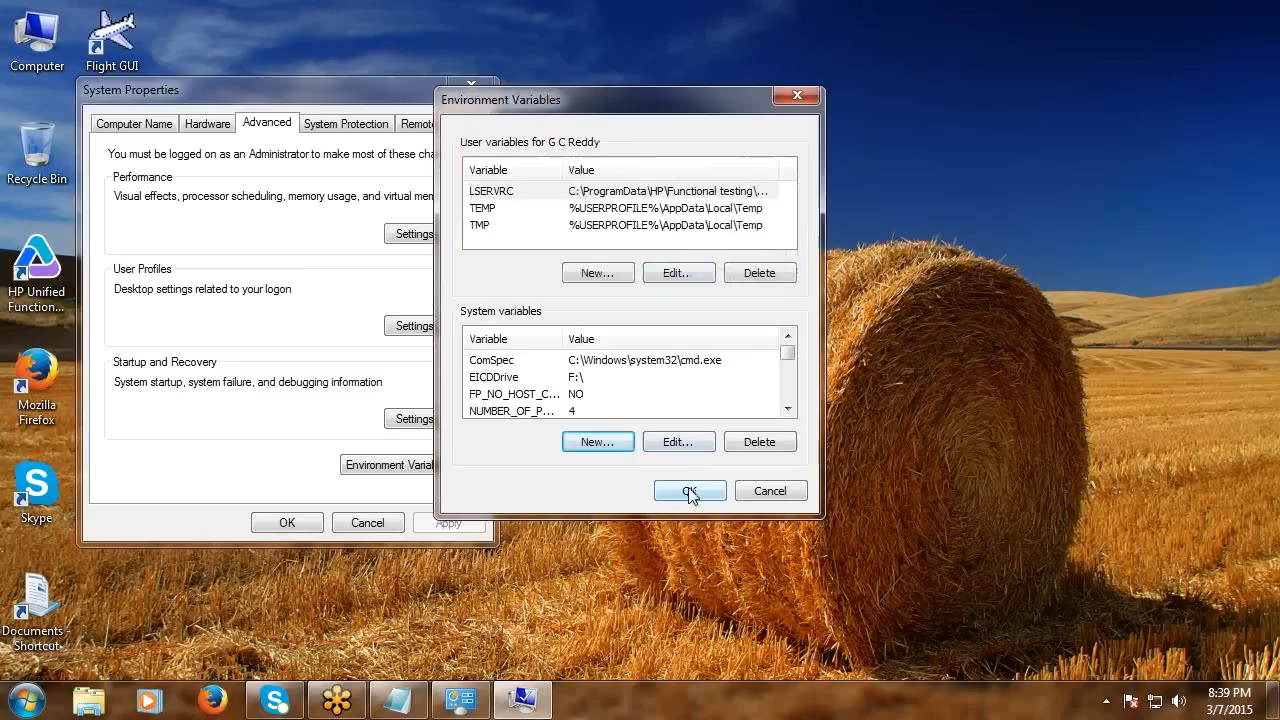 Computer
Flight GUI
Recycle Bin
HP Unified
Function...
Mozilla
Firefox
Skype
Documents -
Shortcut
System Properties
Computer Name
Hardware
Advanced
System Protection
Remot
You must be logged on as an Administrator to make most of these cha
Performance
Visual effects, processor scheduling, memory usage, and virtual mem
Settings
User Profiles
Desktop settings related to your logon
Settings
Startup and Recovery
System startup, system failure, and debugging information
Settings
Environment Variab
OK
Cancel
Apply
Environment Variables
User variables for G C Reddy
Variable Value
LSERVRC C:\ProgramData\HP\Functional testing\...
TEMP %USERPROFILE%\AppData\Local\Temp
TMP %USERPROFILE%\AppData\Local\Temp
New... Edit... Delete
System variables
Variable Value
ComSpec C:\Windows\system32\cmd.exe
EICDDrive F:\
FP_NO_HOST_C... NO
NUMBER_OF_P... 4
New... Edit... Delete
OK Cancel
8:39 PM
3/7/2015